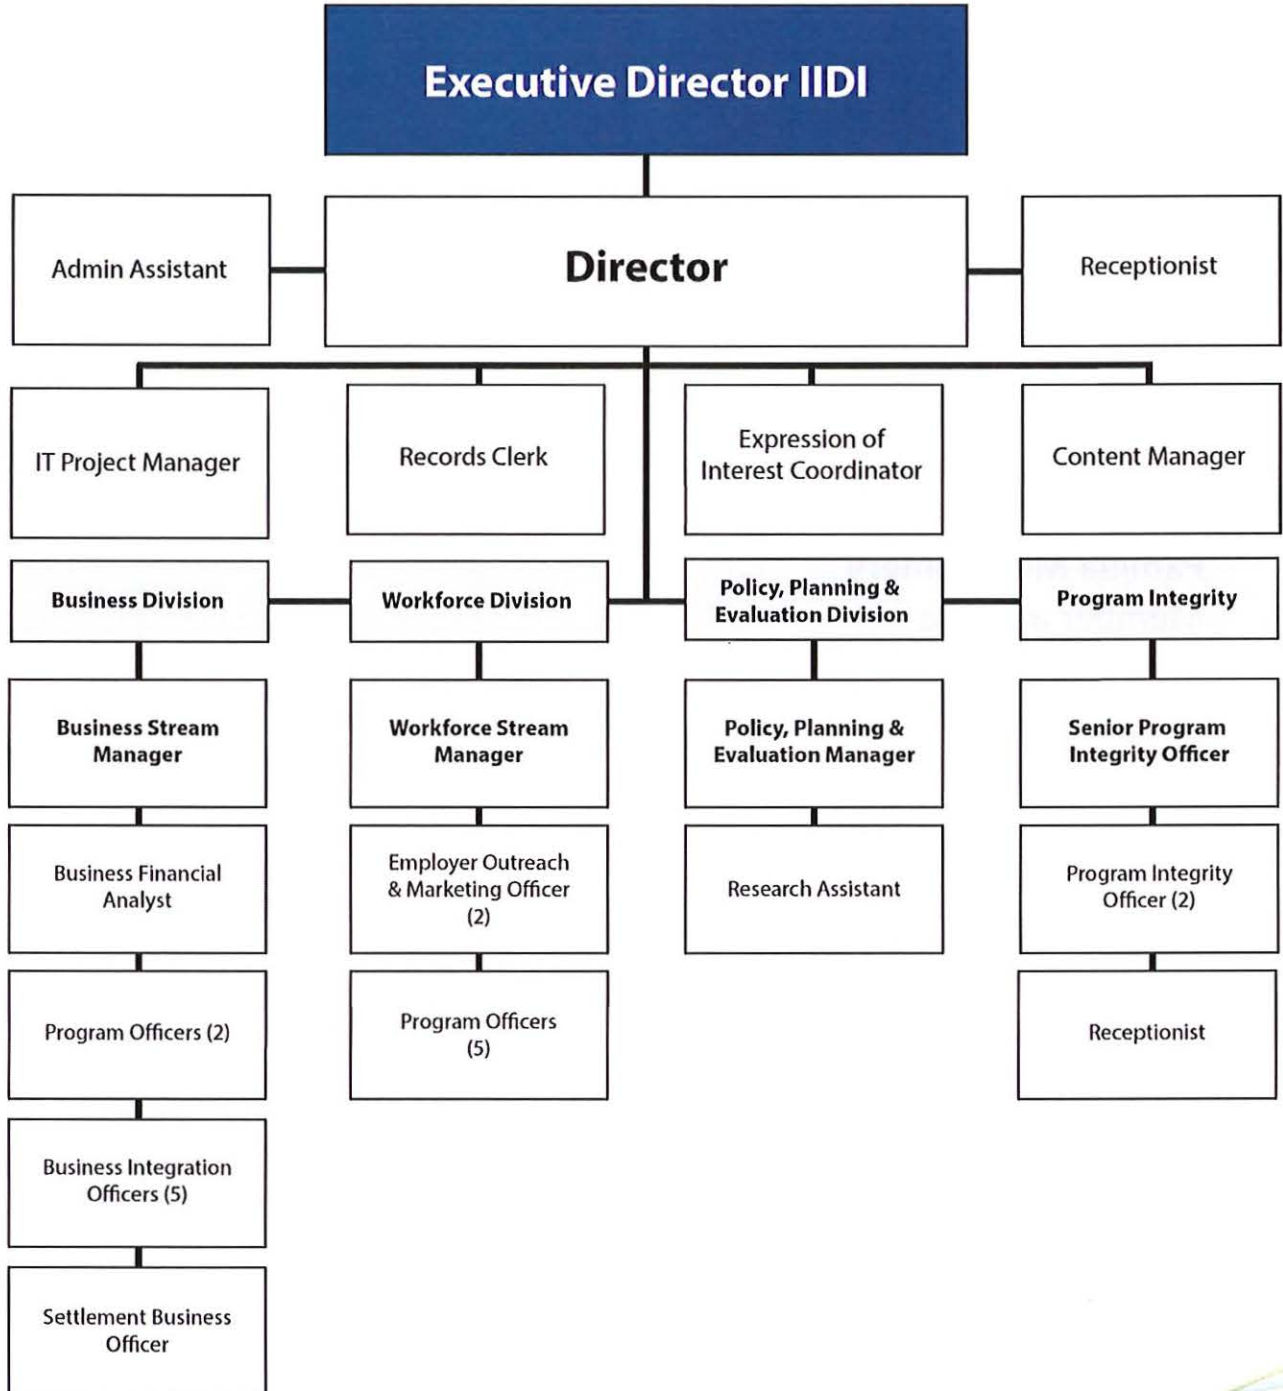 Executive Director IIDI
Admin Assistant
Director
Receptionist
IT Project Manager
Records Clerk
Expression of
Interest Coordinator
Content Manager
Business Division
Workforce Division
Policy, Planning &
Evaluation Division
Program Integrity
Business Stream
Manager
Workforce Stream
Manager
Policy, Planning &
Evaluation Manager
Senior Program
Integrity Officer
Business Financial
Analyst
Employer Outreach
& Marketing Officer
(2)
Research Assistant
Program Integrity
Officer (2)
Program Officers (2)
Program Officers
(5)
Receptionist
Business Integration
Officers (5)
Settlement Business
Officer